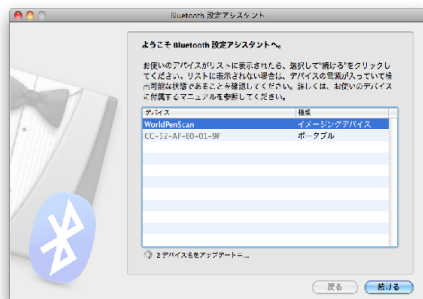 Bluetooth 設定アシスタント
ようこそ Bluetooth 設定アシスタントへ。
お使いのデバイスがリストに表示されたら、選択して"続ける"をクリックし
てください。リストに表示されない場合は、デバイスの電源が入っていて検
出可能な状態であることを確認してください。詳しくは、お使いのデバイス
に付属するマニュアルを参照してください。
デバイス 種類
WorldPenScan イメージングデバイス
CC-52-AF-E0-01-9F ポータブル
2 デバイス名をアップデート中...
戻る 続ける